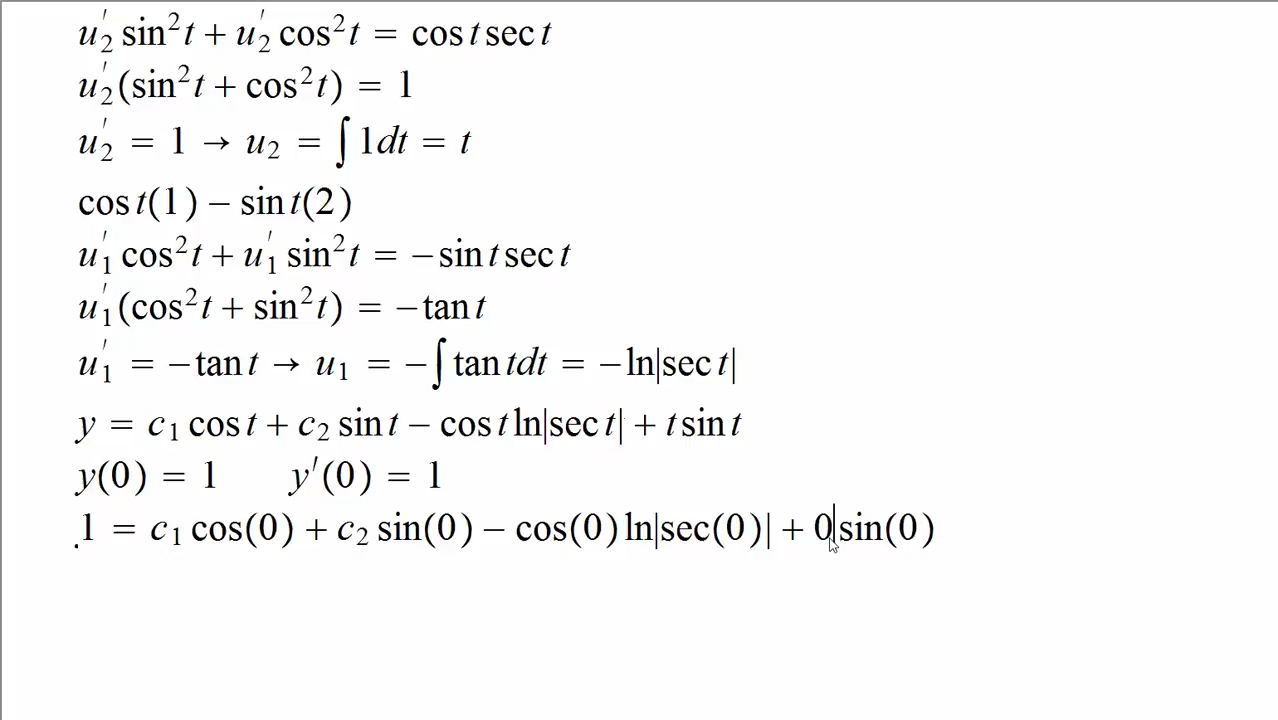 u₂′ sin²t + u₂′ cos²t = cos t sec t
u₂′(sin²t + cos²t) = 1
u₂′ = 1 → u₂ = ∫ 1dt = t
cos t(1) − sin t(2)
u₁′ cos²t + u₁′ sin²t = −sin t sec t
u₁′(cos²t + sin²t) = −tan t
u₁′ = −tan t → u₁ = −∫ tan tdt = −ln|sec t|
y = c₁ cos t + c₂ sin t − cos t ln|sec t| + t sin t
y(0) = 1 y′(0) = 1
1 = c₁ cos(0) + c₂ sin(0) − cos(0) ln|sec(0)| + 0 sin(0)